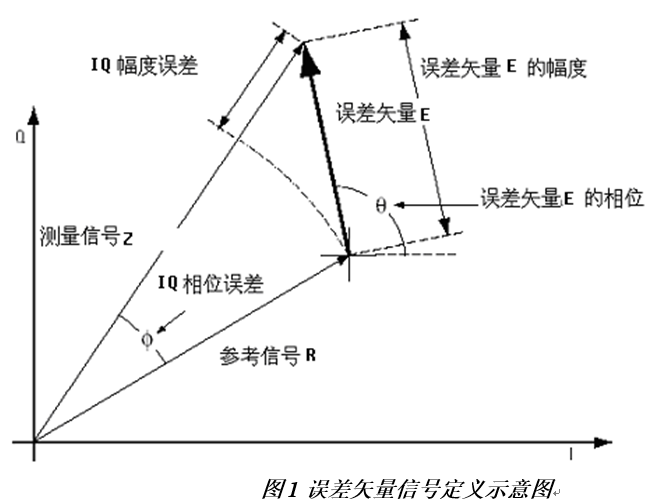 IQ 幅度误差
误差矢量 E 的幅度
误差矢量 E
Q
θ
误差矢量E 的相位
测量信号 Z
IQ 相位误差
ϕ
参考信号 R
I
图1 误差矢量信号定义示意图